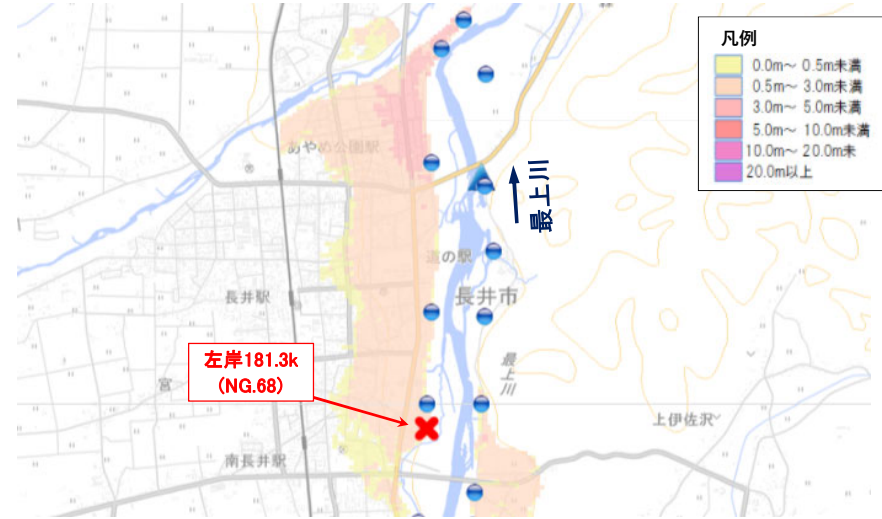 凡例
0.0m~ 0.5m未満
0.5m~ 3.0m未満
3.0m~ 5.0m未満
5.0m~ 10.0m未満
10.0m~ 20.0m未
20.0m以上
あやめ公園駅
最上川
道の駅
長井駅
長井市
左岸181.3k
(NG.68)
最上川
宮
上伊佐沢
南長井駅